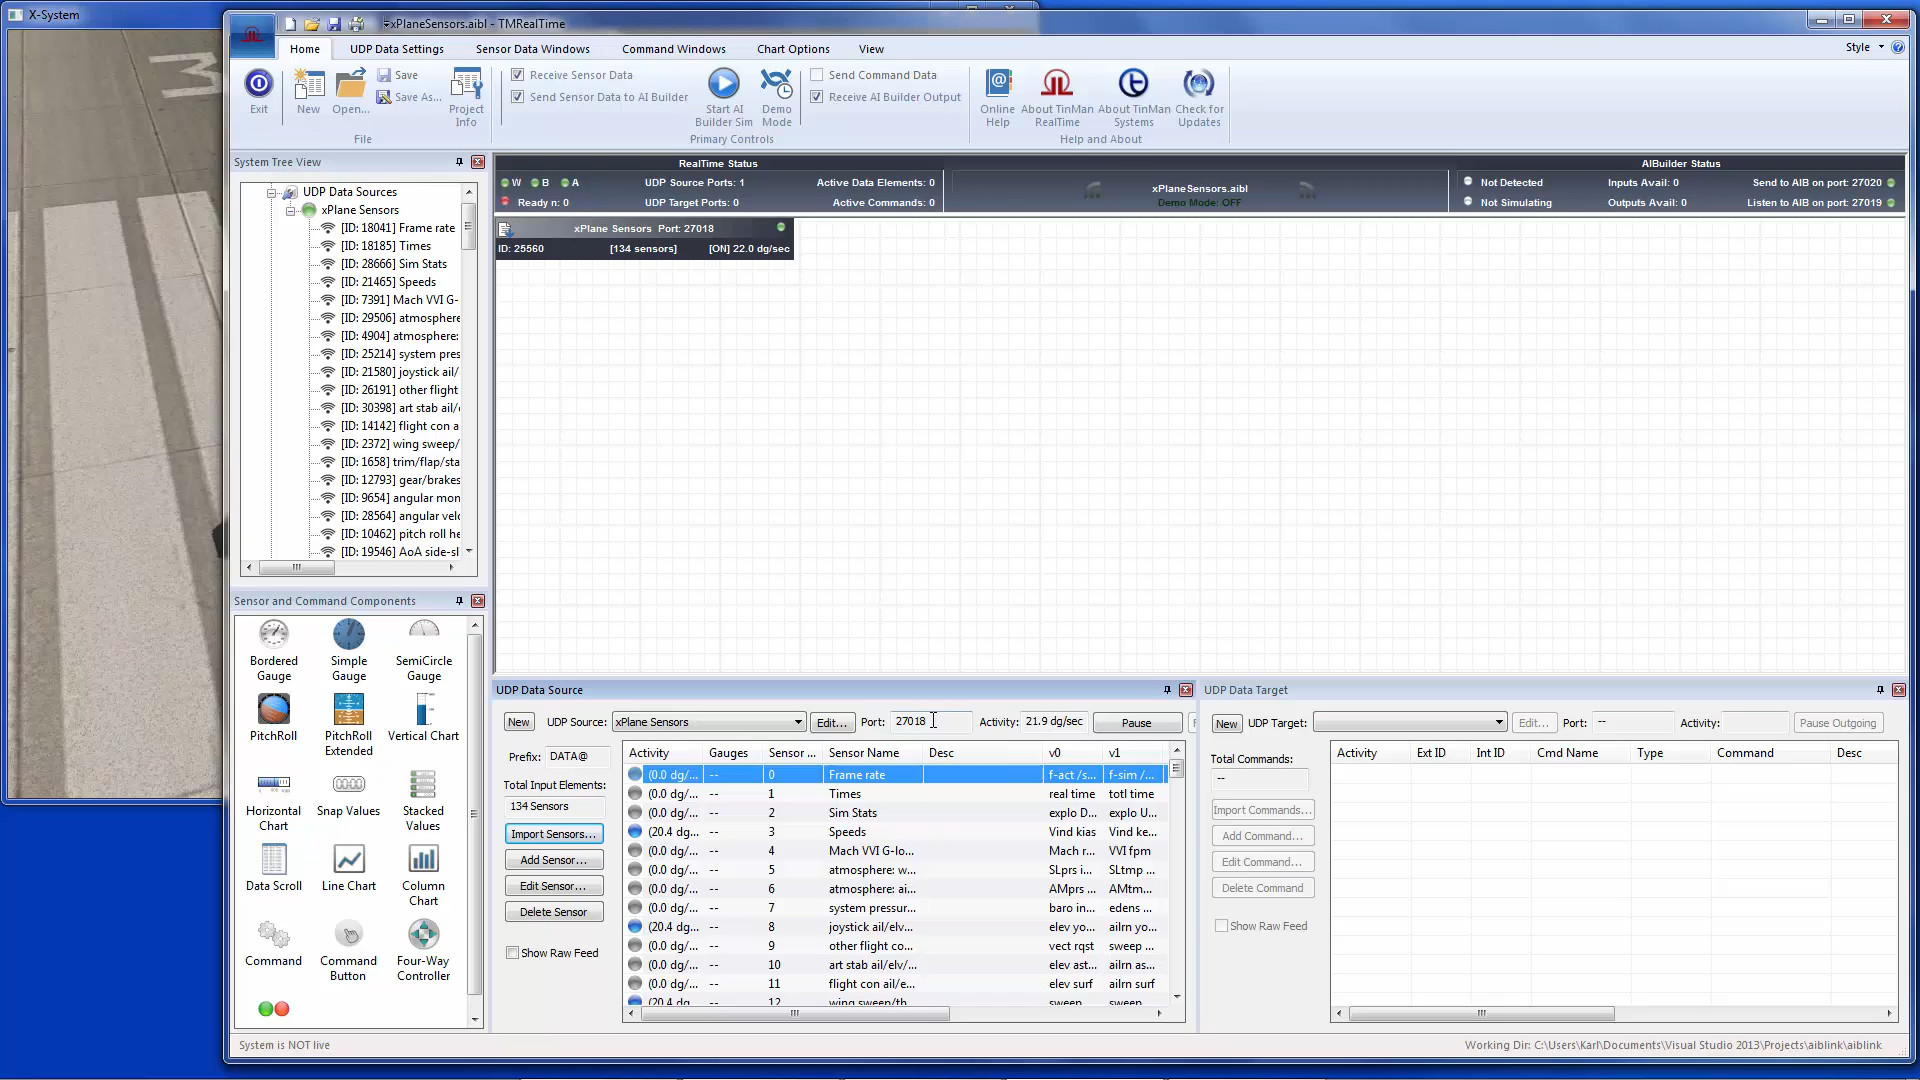 X-System
xPlaneSensors.aibl - TMRealTime
Home
UDP Data Settings
Sensor Data Windows
Command Windows
Chart Options
View
Style
Exit
New
Open...
Save
Save As...
Project Info
File
Receive Sensor Data
Send Sensor Data to AI Builder
Start AI Builder Sim
Demo Mode
Send Command Data
Receive AI Builder Output
Primary Controls
Online Help
About TinMan RealTime
About TinMan Systems
Check for Updates
Help and About
System Tree View
UDP Data Sources
xPlane Sensors
[ID: 18041] Frame rate
[ID: 18185] Times
[ID: 28666] Sim Stats
[ID: 21465] Speeds
[ID: 7391] Mach VVI G-
[ID: 29506] atmosphere
[ID: 4904] atmosphere:
[ID: 25214] system pres
[ID: 21580] joystick ail/
[ID: 26191] other flight
[ID: 30398] art stab ail/
[ID: 14142] flight con a
[ID: 2372] wing sweep/
[ID: 1658] trim/flap/sta
[ID: 12793] gear/brakes
[ID: 9654] angular mon
[ID: 28564] angular velo
[ID: 10462] pitch roll he
[ID: 19546] AoA side-sl
RealTime Status
W B A
UDP Source Ports: 1
Active Data Elements: 0
Ready n: 0
UDP Target Ports: 0
Active Commands: 0
xPlaneSensors.aibl
Demo Mode: OFF
AIBuilder Status
Not Detected
Inputs Avail: 0
Send to AIB on port: 27020
Not Simulating
Outputs Avail: 0
Listen to AIB on port: 27019
xPlane Sensors Port: 27018
ID: 25560 [134 sensors] [ON] 22.0 dg/sec
Sensor and Command Components
Bordered Gauge
Simple Gauge
SemiCircle Gauge
PitchRoll
PitchRoll Extended
Vertical Chart
Horizontal Chart
Snap Values
Stacked Values
Data Scroll
Line Chart
Column Chart
Command
Command Button
Four-Way Controller
UDP Data Source
New UDP Source: xPlane Sensors Edit... Port: 27018 Activity: 21.9 dg/sec Pause
Prefix: DATA@
Total Input Elements:
134 Sensors
Import Sensors...
Add Sensor...
Edit Sensor...
Delete Sensor
Show Raw Feed
Activity Gauges Sensor ... Sensor Name Desc v0 v1
(0.0 dg/... -- 0 Frame rate f-act /s... f-sim /...
(0.0 dg/... -- 1 Times real time totl time
(0.0 dg/... -- 2 Sim Stats explo D... explo U...
(20.4 dg... -- 3 Speeds Vind kias Vind ke...
(0.0 dg/... -- 4 Mach VVI G-lo... Mach r... VVI fpm
(0.0 dg/... -- 5 atmosphere: w... SLprs i... SLtmp ...
(0.0 dg/... -- 6 atmosphere: ai... AMprs ... AMtm...
(0.0 dg/... -- 7 system pressur... baro in... edens ...
(20.4 dg... -- 8 joystick ail/elv... elev yo... ailrn yo...
(0.0 dg/... -- 9 other flight co... vect rqst sweep ...
(0.0 dg/... -- 10 art stab ail/elv/... elev ast... ailrn as...
(0.0 dg/... -- 11 flight con ail/e... elev surf ailrn surf
(20.4 dg -- 12 wing sweep/th sweep sweep
UDP Data Target
New UDP Target: Edit... Port: -- Activity: Pause Outgoing
Total Commands:
--
Import Commands...
Add Command...
Edit Command...
Delete Command
Show Raw Feed
Activity Ext ID Int ID Cmd Name Type Command Desc
System is NOT live
Working Dir: C:\Users\Karl\Documents\Visual Studio 2013\Projects\aiblink\aiblink